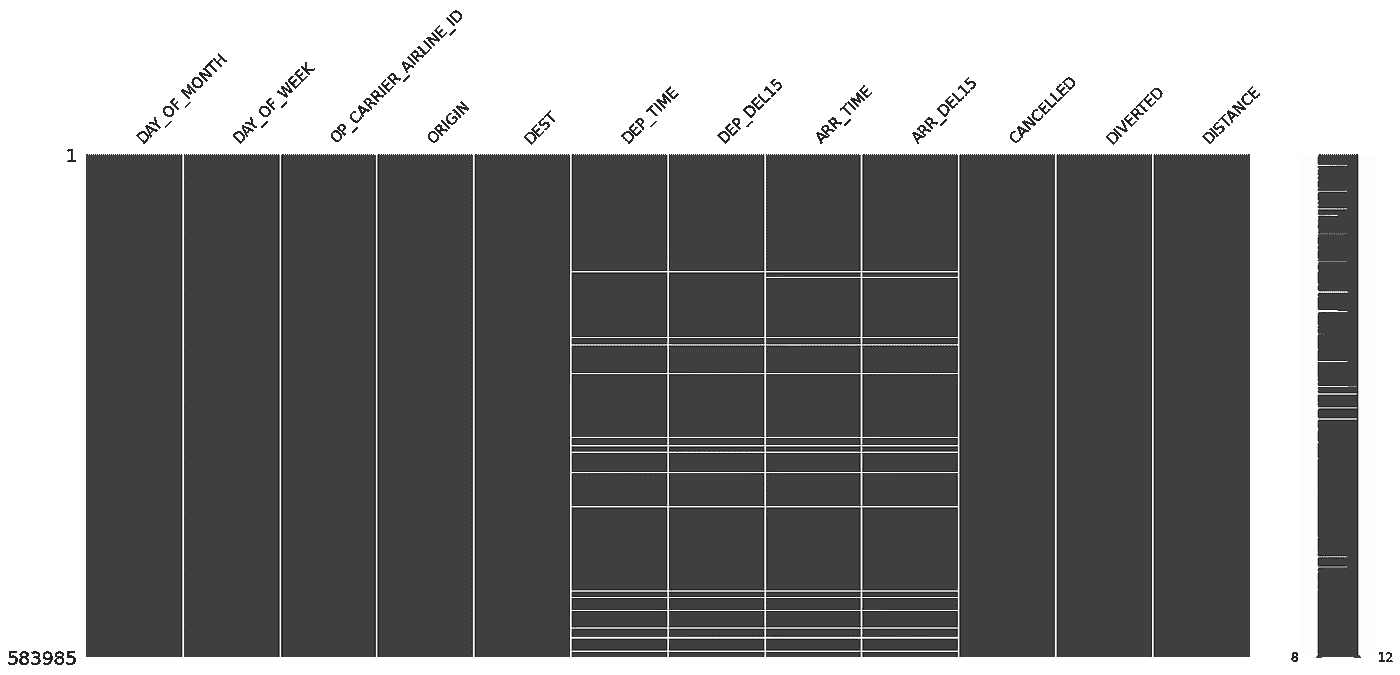 DAY_OF_MONTH
DAY_OF_WEEK
OP_CARRIER_AIRLINE_ID
ORIGIN
DEST
DEP_TIME
DEP_DEL15
ARR_TIME
ARR_DEL15
CANCELLED
DIVERTED
DISTANCE
1
583985
8
12